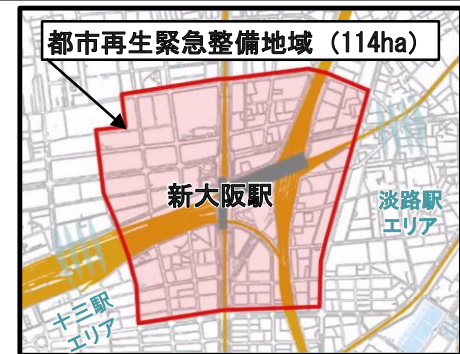 都市再生緊急整備地域（114ha）
新大阪駅
淡路駅
エリア
十三駅
エリア